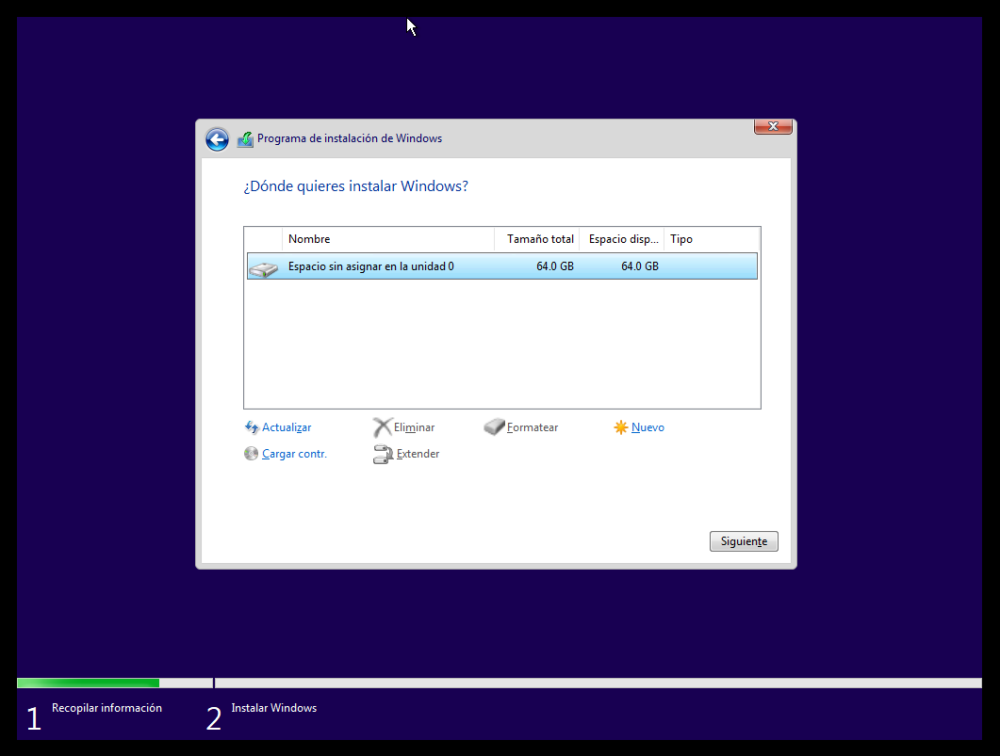 Programa de instalación de Windows
¿Dónde quieres instalar Windows?
Nombre Tamaño total Espacio disp... Tipo
Espacio sin asignar en la unidad 0 64.0 GB 64.0 GB
Actualizar Eliminar Formatear Nuevo
Cargar contr. Extender
Siguiente
1 Recopilar información 2 Instalar Windows